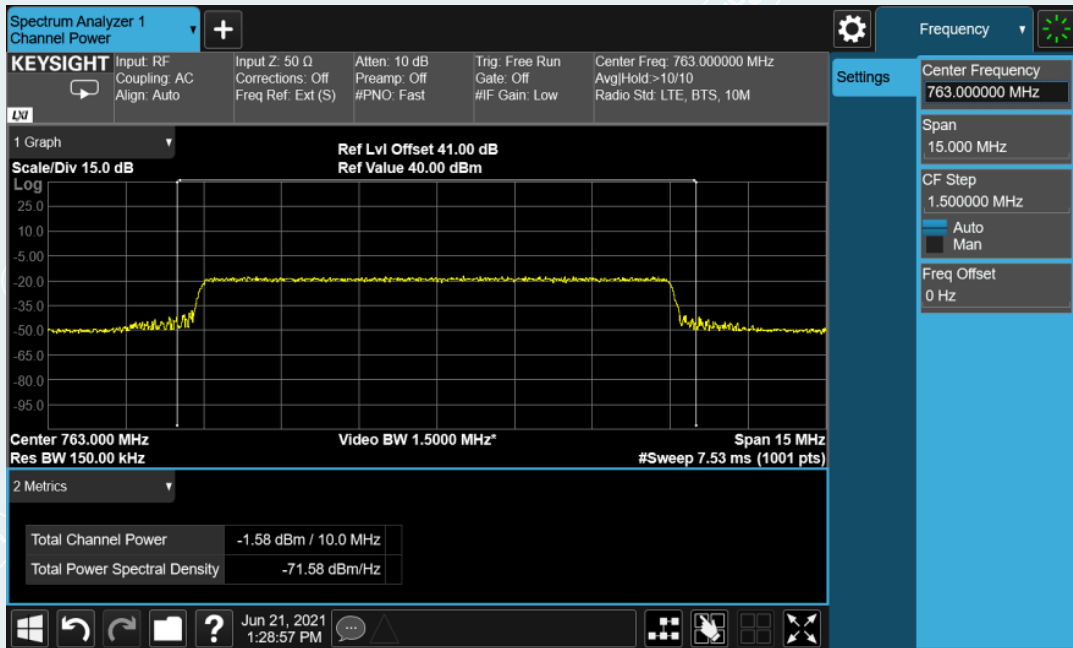 Spectrum Analyzer 1
Channel Power
Frequency
KEYSIGHT
LXI
Input: RF
Coupling: AC
Align: Auto
Input Z: 50 Ω
Corrections: Off
Freq Ref: Ext (S)
Atten: 10 dB
Preamp: Off
#PNO: Fast
Trig: Free Run
Gate: Off
#IF Gain: Low
Center Freq: 763.000000 MHz
Avg|Hold:>10/10
Radio Std: LTE, BTS, 10M
Settings
Center Frequency
763.000000 MHz
Span
15.000 MHz
CF Step
1.500000 MHz
Auto
Man
Freq Offset
0 Hz
1 Graph
Scale/Div 15.0 dB
Ref Lvl Offset 41.00 dB
Ref Value 40.00 dBm
Log
25.0
10.0
-5.00
-20.0
-35.0
-50.0
-65.0
-80.0
-95.0
Center 763.000 MHz
Res BW 150.00 kHz
Video BW 1.5000 MHz*
Span 15 MHz
#Sweep 7.53 ms (1001 pts)
2 Metrics
Total Channel Power -1.58 dBm / 10.0 MHz
Total Power Spectral Density -71.58 dBm/Hz
?
Jun 21, 2021
1:28:57 PM